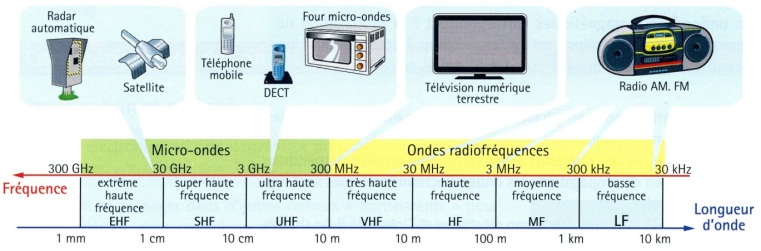 Radar
automatique
Satellite
Téléphone
mobile
DECT
Four micro-ondes
Télévision numérique
terrestre
Radio AM. FM
Micro-ondes
Ondes radiofréquences
300 GHz 30 GHz 3 GHz 300 MHz 30 MHz 3 MHz 300 kHz 30 kHz
Fréquence
extrême
haute
fréquence
EHF
super haute
fréquence
SHF
ultra haute
fréquence
UHF
très haute
fréquence
VHF
haute
fréquence
HF
moyenne
fréquence
MF
basse
fréquence
LF
Longueur
d'onde
1 mm 1 cm 10 cm 10 m 10 m 100 m 1 km 10 km